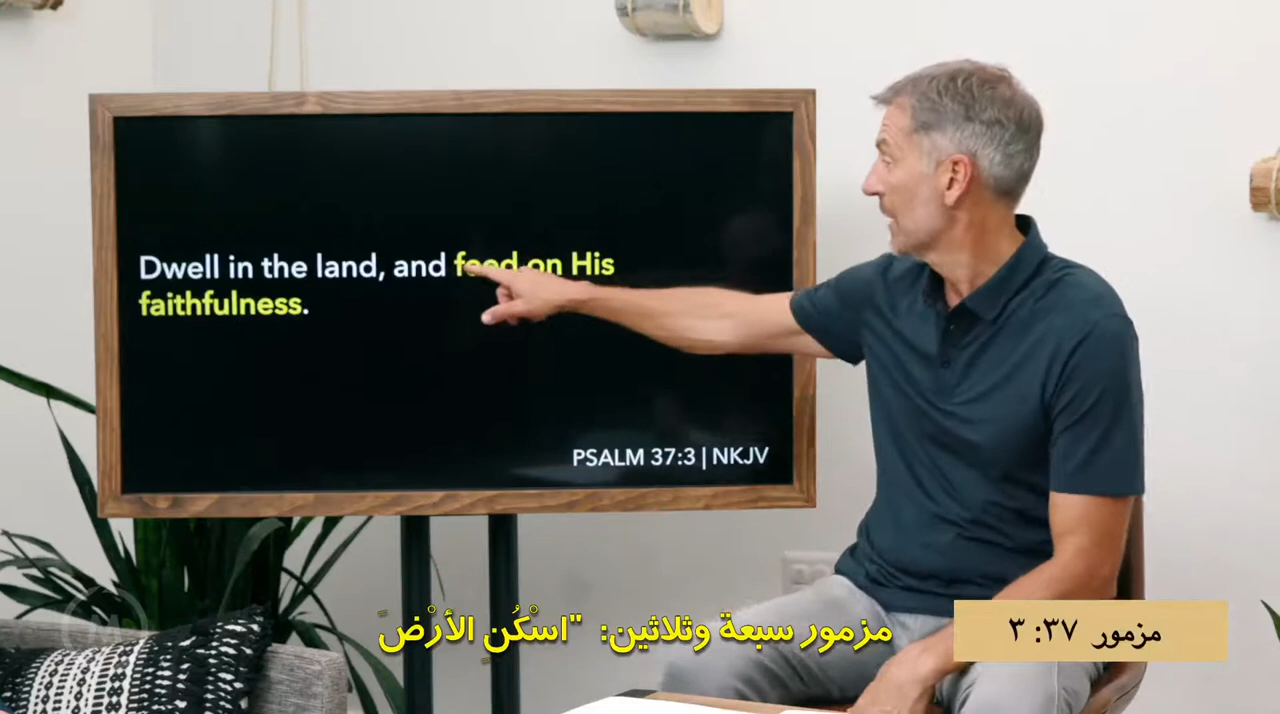 Dwell in the land, and feed on His
faithfulness.
PSALM 37:3 | NKJV
مزمور سبعة وثلاثين: "اسْكُنِ الأرْضَ
مزمور ٣٧: ٣